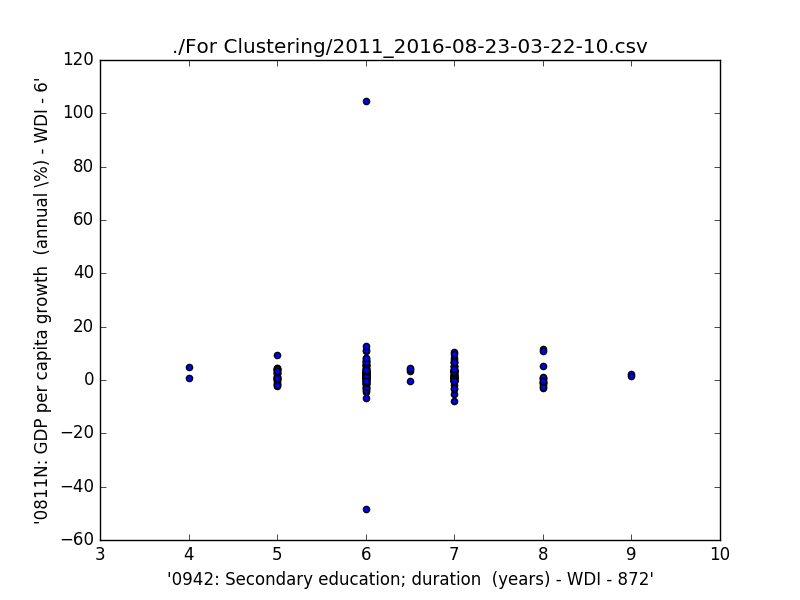 ./For Clustering/2011_2016-08-23-03-22-10.csv
120
100
80
60
40
20
0
−20
−40
−60
'0811N: GDP per capita growth  (annual \%) - WDI - 6'
3 4 5 6 7 8 9 10
'0942: Secondary education; duration  (years) - WDI - 872'